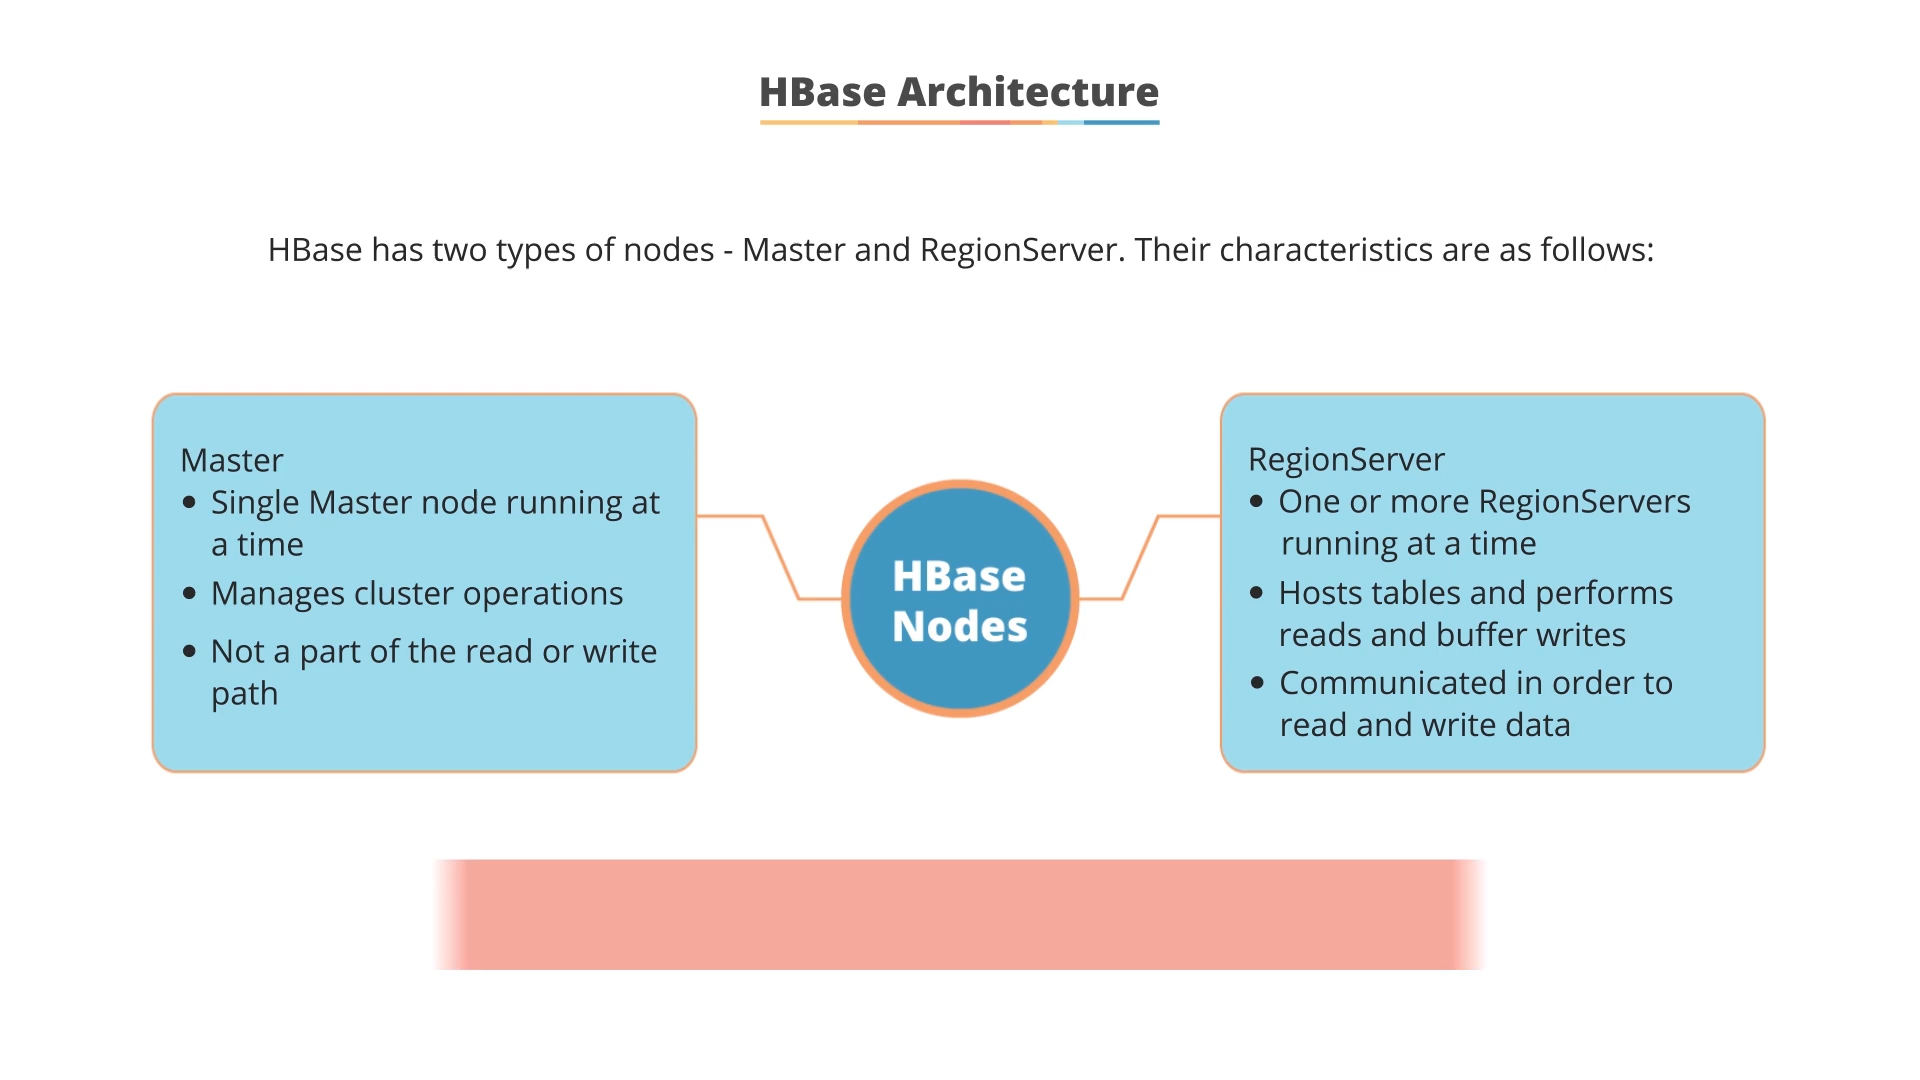 HBase Architecture
HBase has two types of nodes - Master and RegionServer. Their characteristics are as follows:
Master
• Single Master node running at
a time
• Manages cluster operations
• Not a part of the read or write
path
HBase
Nodes
RegionServer
• One or more RegionServers
running at a time
• Hosts tables and performs
reads and buffer writes
• Communicated in order to
read and write data